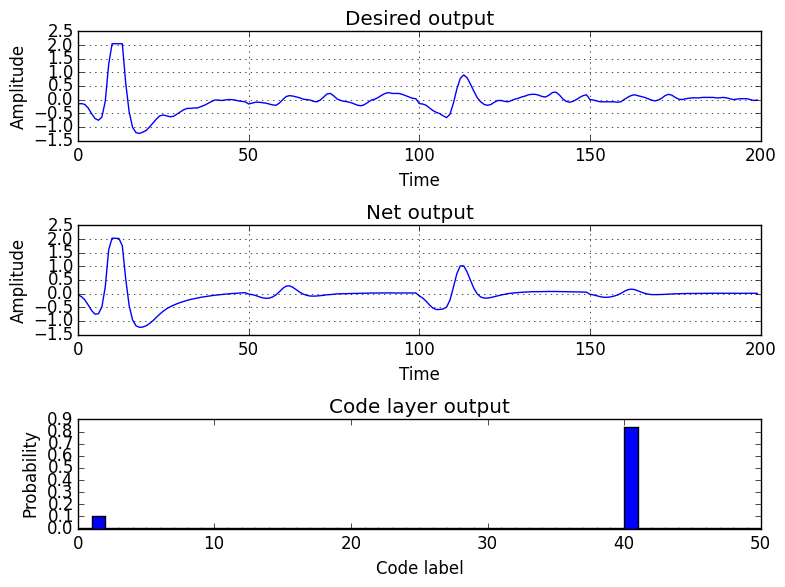 Desired output
2.5
2.0
1.5
1.0
0.5
0.0
−0.5
−1.0
−1.5
Amplitude
0 50 100 150 200
Time
Net output
2.5
2.0
1.5
1.0
0.5
0.0
−0.5
−1.0
−1.5
Amplitude
0 50 100 150 200
Time
Code layer output
0.9
0.8
0.7
0.6
0.5
0.4
0.3
0.2
0.1
0.0
Probability
0 10 20 30 40 50
Code label